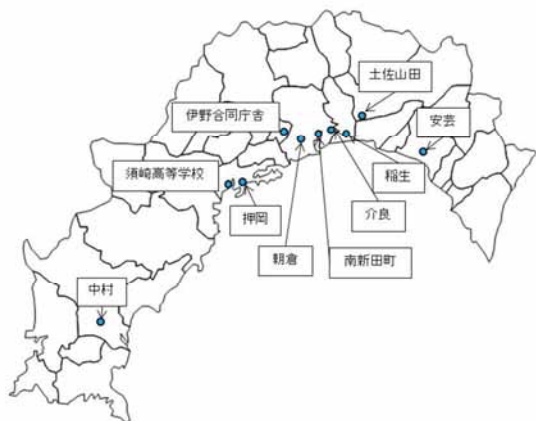 土佐山田
伊野合同庁舎
安芸
須崎高等学校
稲生
押岡
介良
朝倉
南新田町
中村